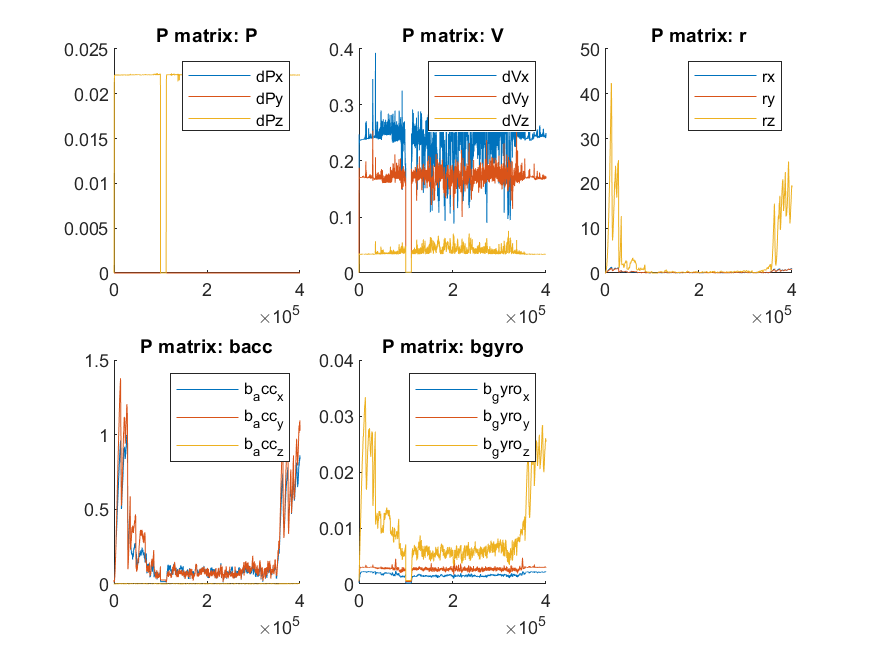 P matrix: P
0.025
0.02
0.015
0.01
0.005
0
0 2 4
×10^5
dPx
dPy
dPz
P matrix: V
0.4
0.3
0.2
0.1
0
0 2 4
×10^5
dVx
dVy
dVz
P matrix: r
50
40
30
20
10
0
0 2 4
×10^5
rx
ry
rz
P matrix: bacc
1.5
1
0.5
0
0 2 4
×10^5
b_acc_x
b_acc_y
b_acc_z
P matrix: bgyro
0.04
0.03
0.02
0.01
0
0 2 4
×10^5
b_gyro_x
b_gyro_y
b_gyro_z